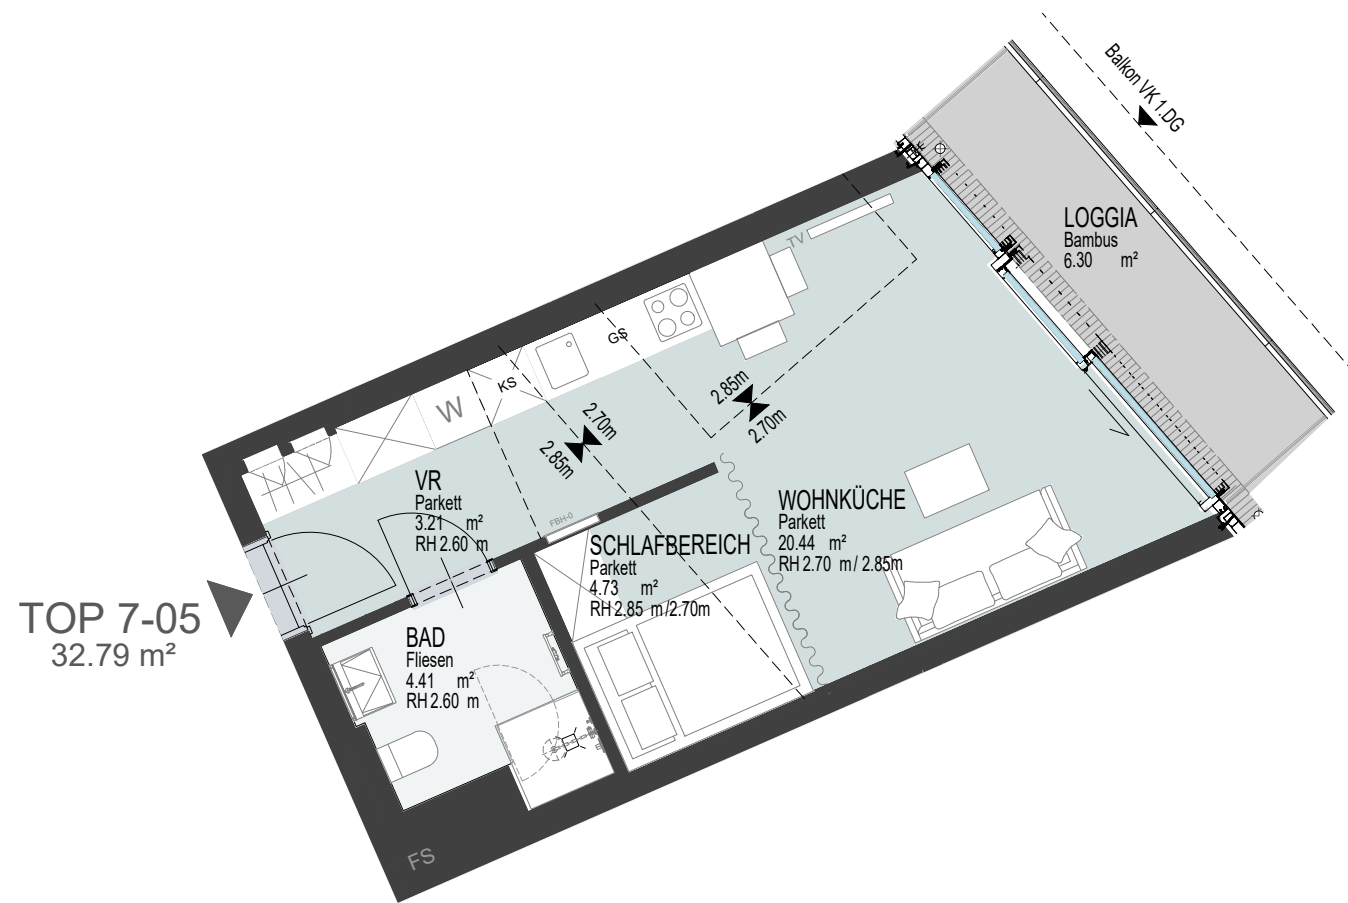 Balkon VK 1.DG
LOGGIA
Bambus
6.30 m²
TV
GS
KS
W
2.85m
2.70m
2.70m
2.85m
VR
Parkett
3.21 m²
RH 2.60 m
FBH-0
SCHLAFBEREICH
Parkett
4.73 m²
RH 2.85 m/2.70m
WOHNKÜCHE
Parkett
20.44 m²
RH 2.70 m/ 2.85m
TOP 7-05
32.79 m²
BAD
Fliesen
4.41 m²
RH 2.60 m
FS